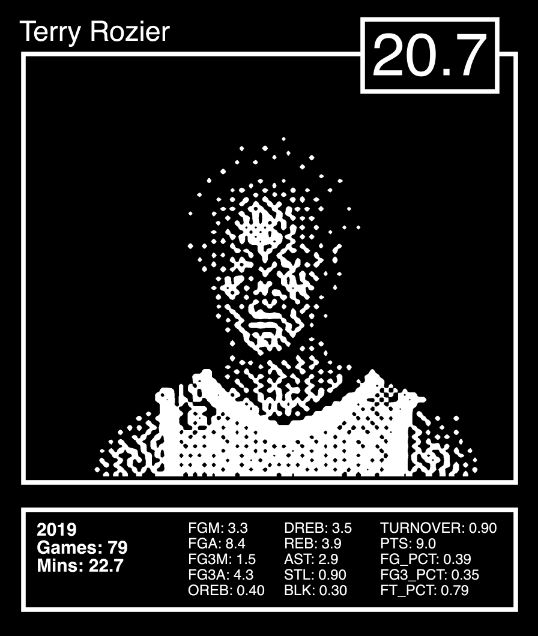 Terry Rozier
20.7
2019
Games: 79
Mins: 22.7
FGM: 3.3
FGA: 8.4
FG3M: 1.5
FG3A: 4.3
OREB: 0.40
DREB: 3.5
REB: 3.9
AST: 2.9
STL: 0.90
BLK: 0.30
TURNOVER: 0.90
PTS: 9.0
FG_PCT: 0.39
FG3_PCT: 0.35
FT_PCT: 0.79